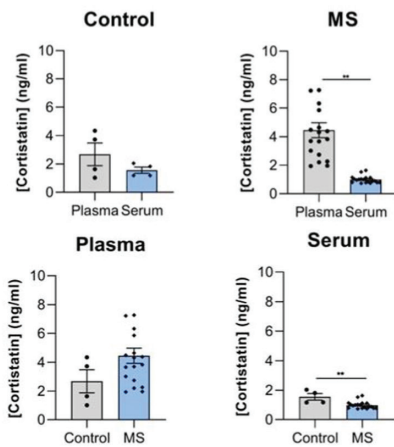 Control
[Cortistatin] (ng/ml)
10
8
6
4
2
0
Plasma Serum
MS
[Cortistatin] (ng/ml)
10
8
6
4
2
0
**
Plasma Serum
Plasma
[Cortistatin] (ng/ml)
10
8
6
4
2
0
Control MS
Serum
[Cortistatin] (ng/ml)
10
8
6
4
2
0
**
Control MS